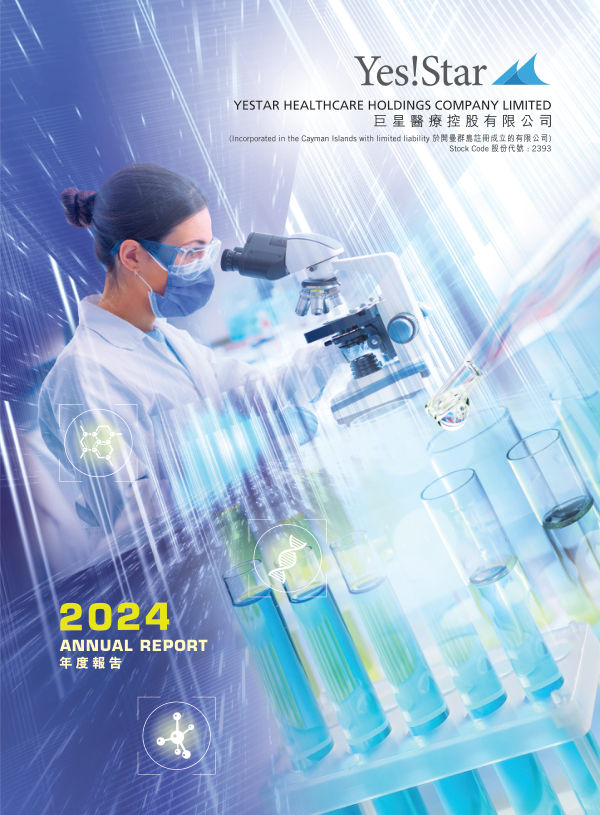 Yes!Star
YESTAR HEALTHCARE HOLDINGS COMPANY LIMITED
巨星醫療控股有限公司
(Incorporated in the Cayman Islands with limited liability 於開曼群島註冊成立的有限公司)
Stock Code 股份代號 : 2393
2024
ANNUAL REPORT
年度報告